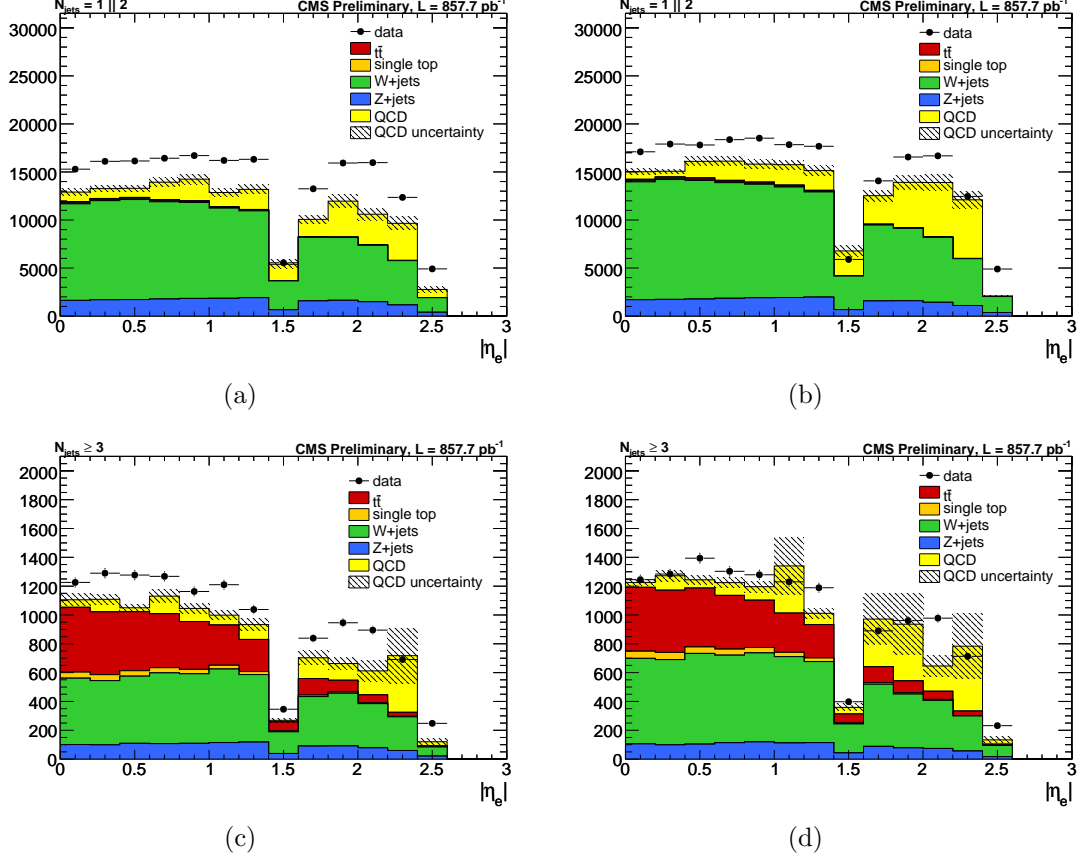 N_jets = 1 || 2 CMS Preliminary, L = 857.7 pb⁻¹
30000
25000
20000
15000
10000
5000
0
data
tt̄
single top
W+jets
Z+jets
QCD
QCD uncertainty
0 0.5 1 1.5 2 2.5 3
|η_e|
(a)
N_jets = 1 || 2 CMS Preliminary, L = 857.7 pb⁻¹
30000
25000
20000
15000
10000
5000
0
data
tt̄
single top
W+jets
Z+jets
QCD
QCD uncertainty
0 0.5 1 1.5 2 2.5 3
|η_e|
(b)
N_jets ≥ 3 CMS Preliminary, L = 857.7 pb⁻¹
2000
1800
1600
1400
1200
1000
800
600
400
200
0
data
tt̄
single top
W+jets
Z+jets
QCD
QCD uncertainty
0 0.5 1 1.5 2 2.5 3
|η_e|
(c)
N_jets ≥ 3 CMS Preliminary, L = 857.7 pb⁻¹
2000
1800
1600
1400
1200
1000
800
600
400
200
0
data
tt̄
single top
W+jets
Z+jets
QCD
QCD uncertainty
0 0.5 1 1.5 2 2.5 3
|η_e|
(d)